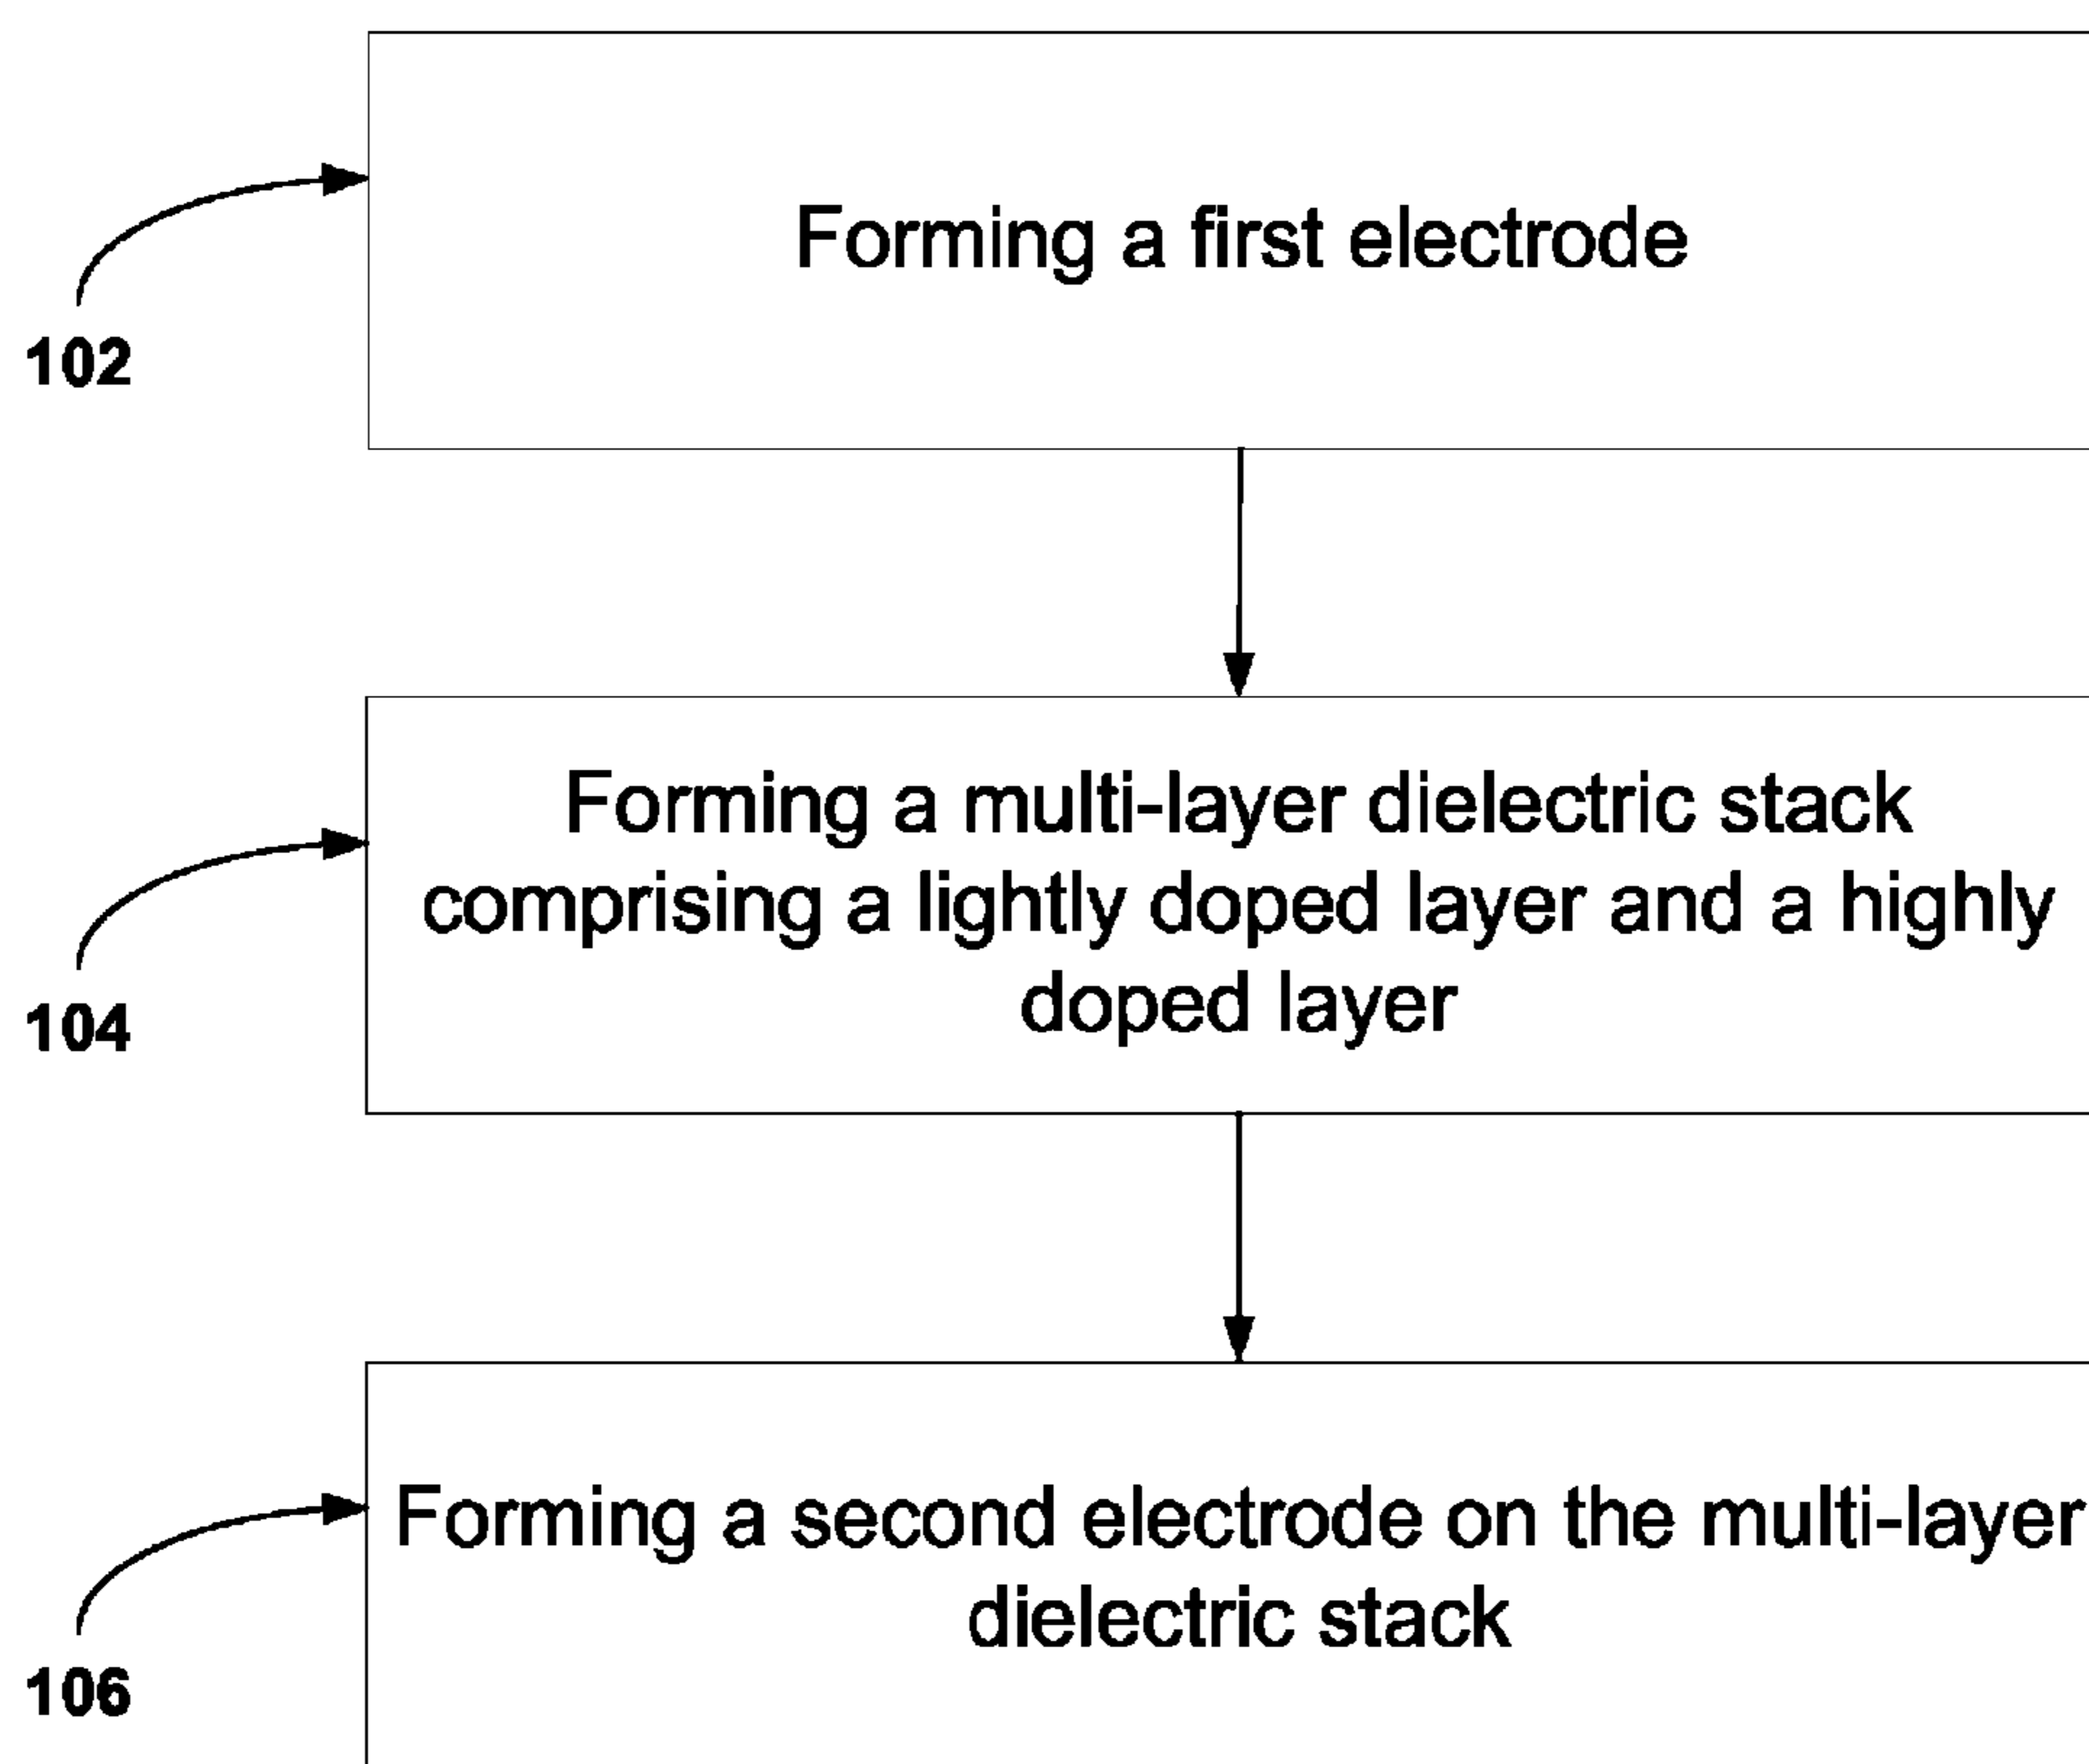 Forming a first electrode
102
Forming a multi-layer dielectric stack
comprising a lightly doped layer and a highly
doped layer
104
Forming a second electrode on the multi-layer
dielectric stack
106